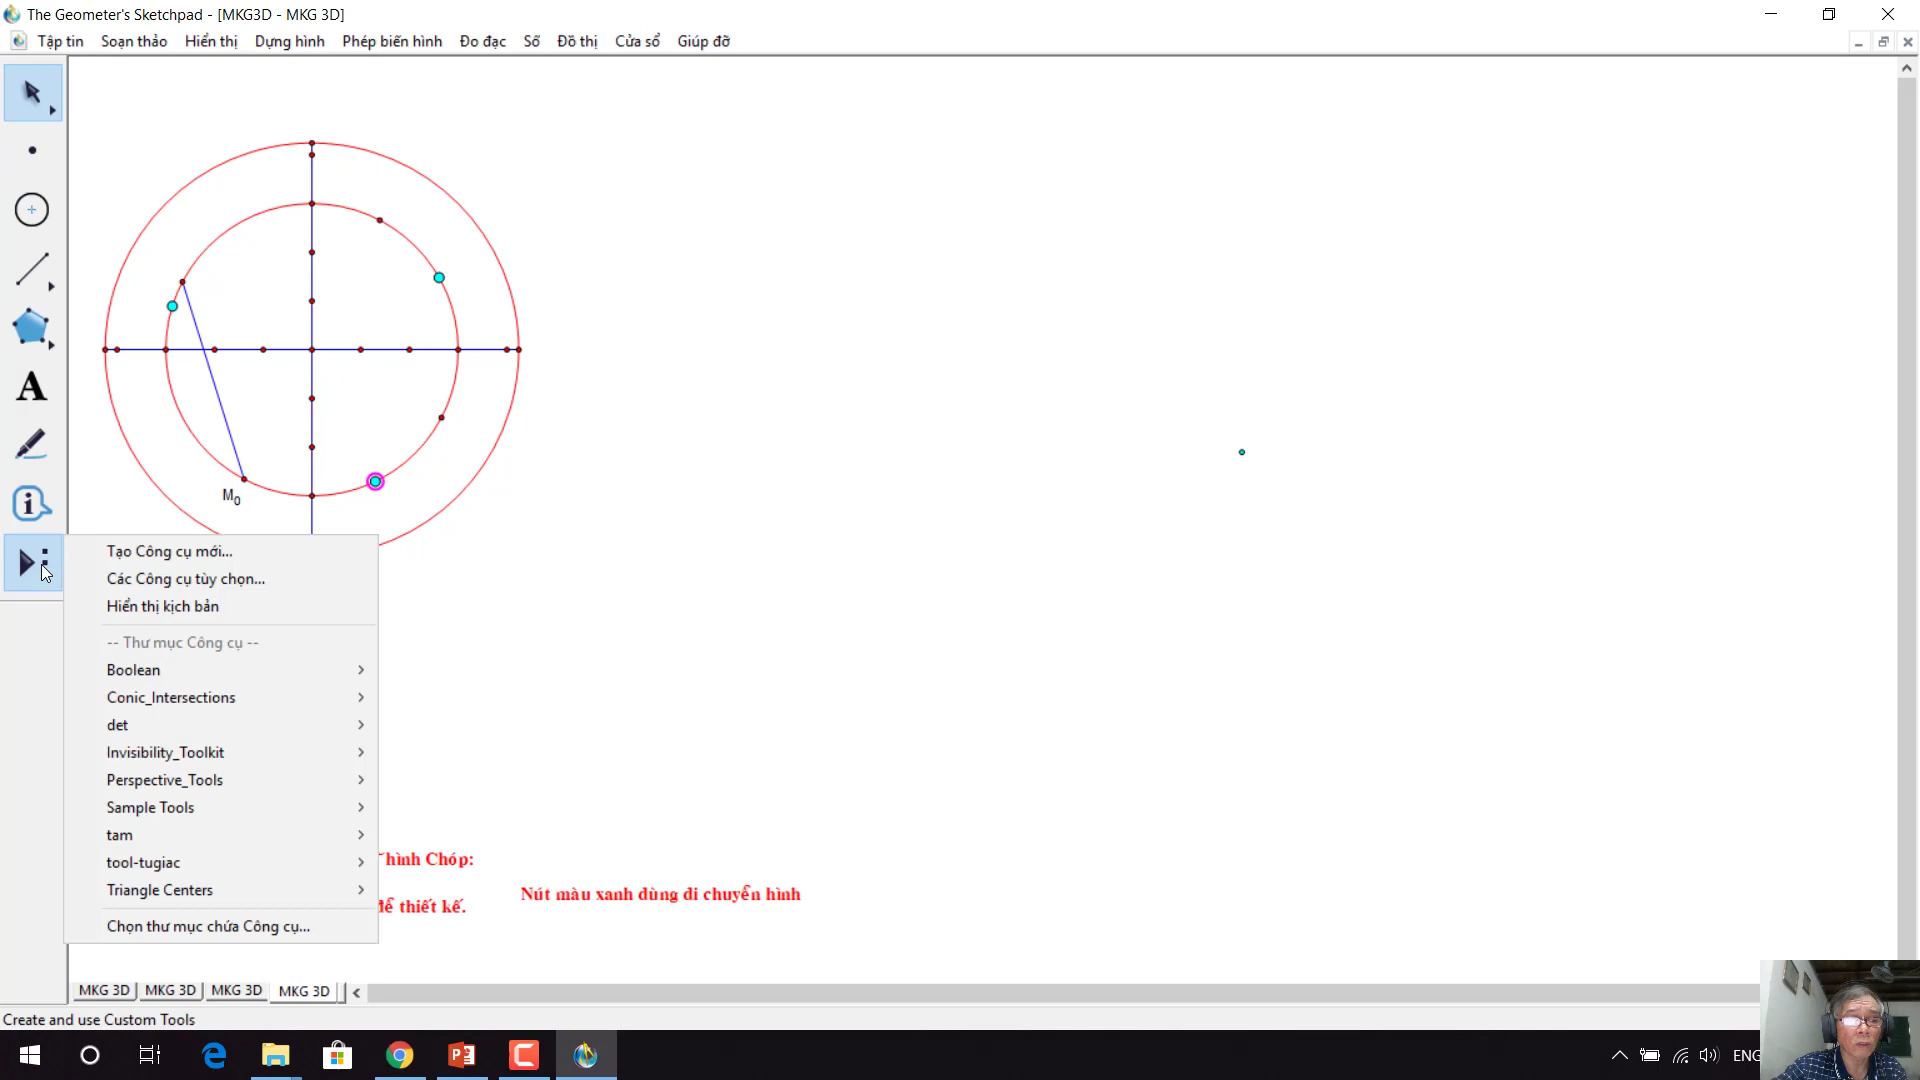 The Geometer's Sketchpad - [MKG3D - MKG 3D]
Tập tin Soạn thảo Hiển thị Dựng hình Phép biến hình Đo đạc Số Đồ thị Cửa sổ Giúp đỡ
A
M0
Tạo Công cụ mới...
Các Công cụ tùy chọn...
Hiển thị kịch bản
-- Thư mục Công cụ --
Boolean
Conic_Intersections
det
Invisibility_Toolkit
Perspective_Tools
Sample Tools
tam
tool-tugiac
Triangle Centers
Chọn thư mục chứa Công cụ...
hình Chóp:
để thiết kế.
Nút màu xanh dùng di chuyển hình
MKG 3D MKG 3D MKG 3D MKG 3D
Create and use Custom Tools
ENG